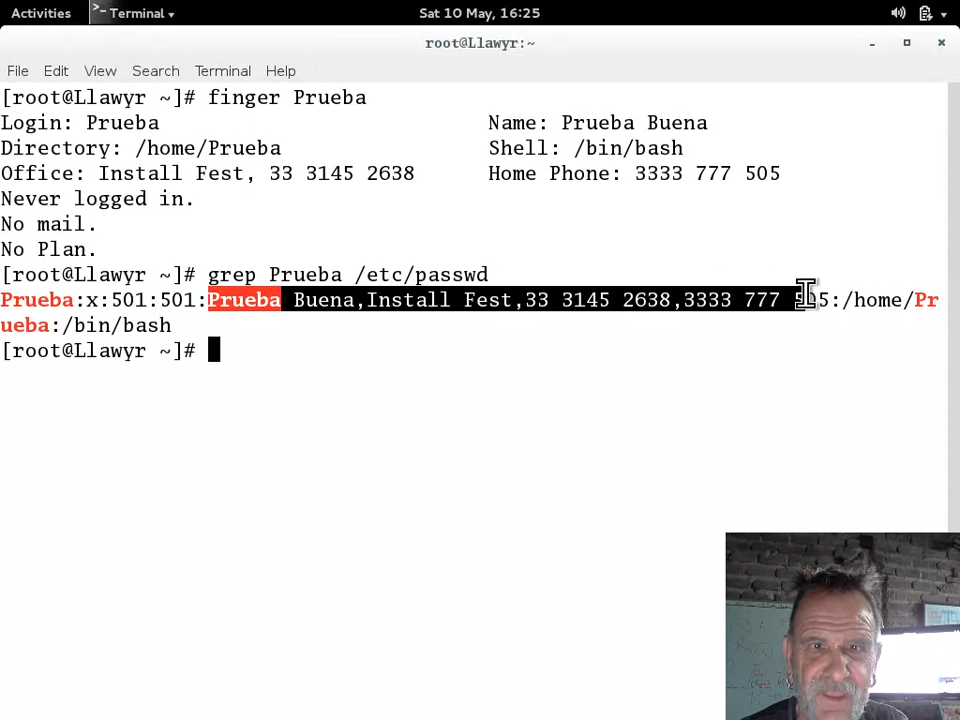 Activities >_ Terminal Sat 10 May, 16:25
root@Llawyr:~
File Edit View Search Terminal Help
[root@Llawyr ~]# finger Prueba
Login: Prueba Name: Prueba Buena
Directory: /home/Prueba Shell: /bin/bash
Office: Install Fest, 33 3145 2638 Home Phone: 3333 777 505
Never logged in.
No mail.
No Plan.
[root@Llawyr ~]# grep Prueba /etc/passwd
Prueba:x:501:501:Prueba Buena,Install Fest,33 3145 2638,3333 777 505:/home/Pr
ueba:/bin/bash
[root@Llawyr ~]#